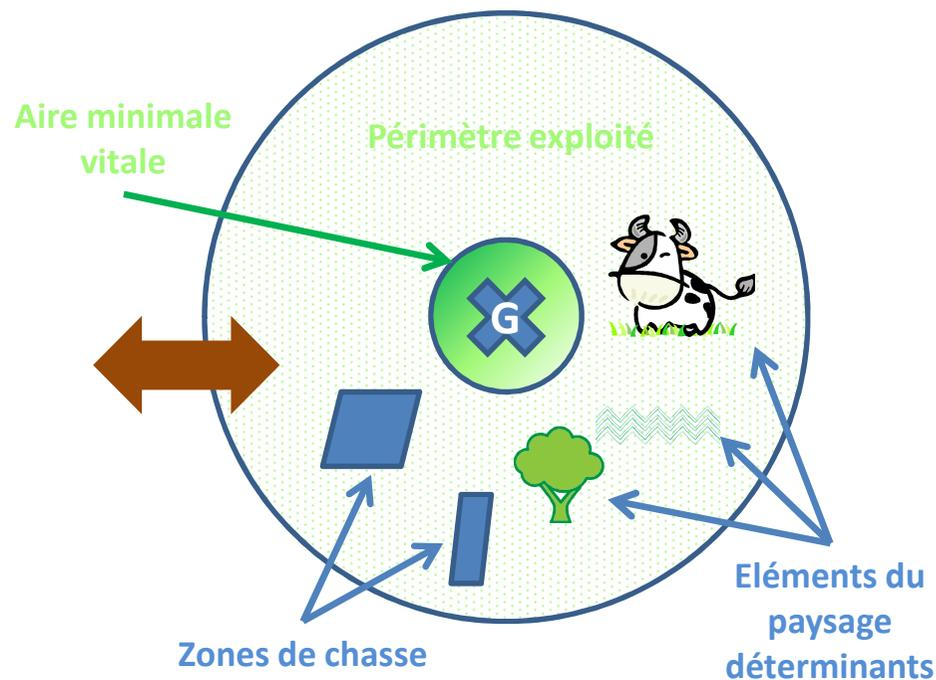 Aire minimale
vitale
Périmètre exploité
G
Eléments du
paysage
déterminants
Zones de chasse